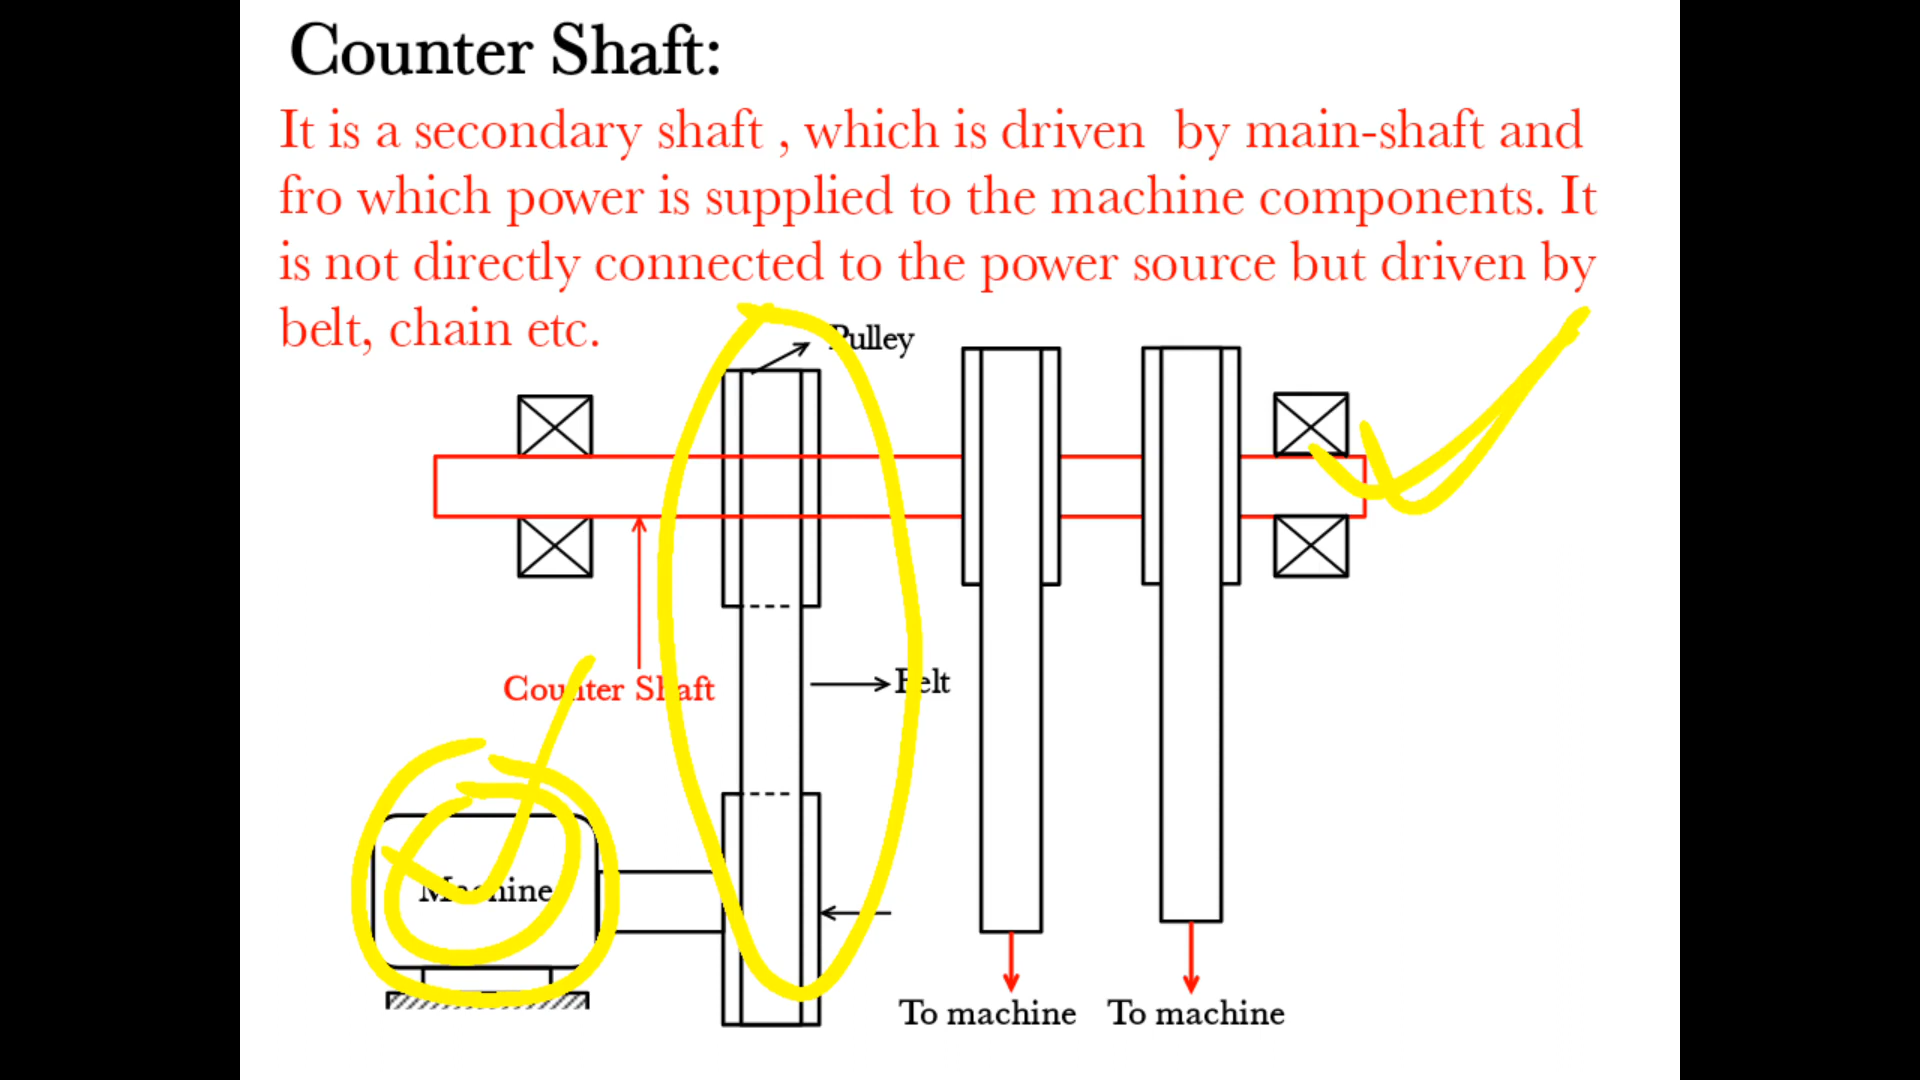 Counter Shaft:
It is a secondary shaft , which is driven by main-shaft and
fro which power is supplied to the machine components. It
is not directly connected to the power source but driven by
belt, chain etc.
Pulley
Counter Shaft
Belt
Machine
To machine To machine